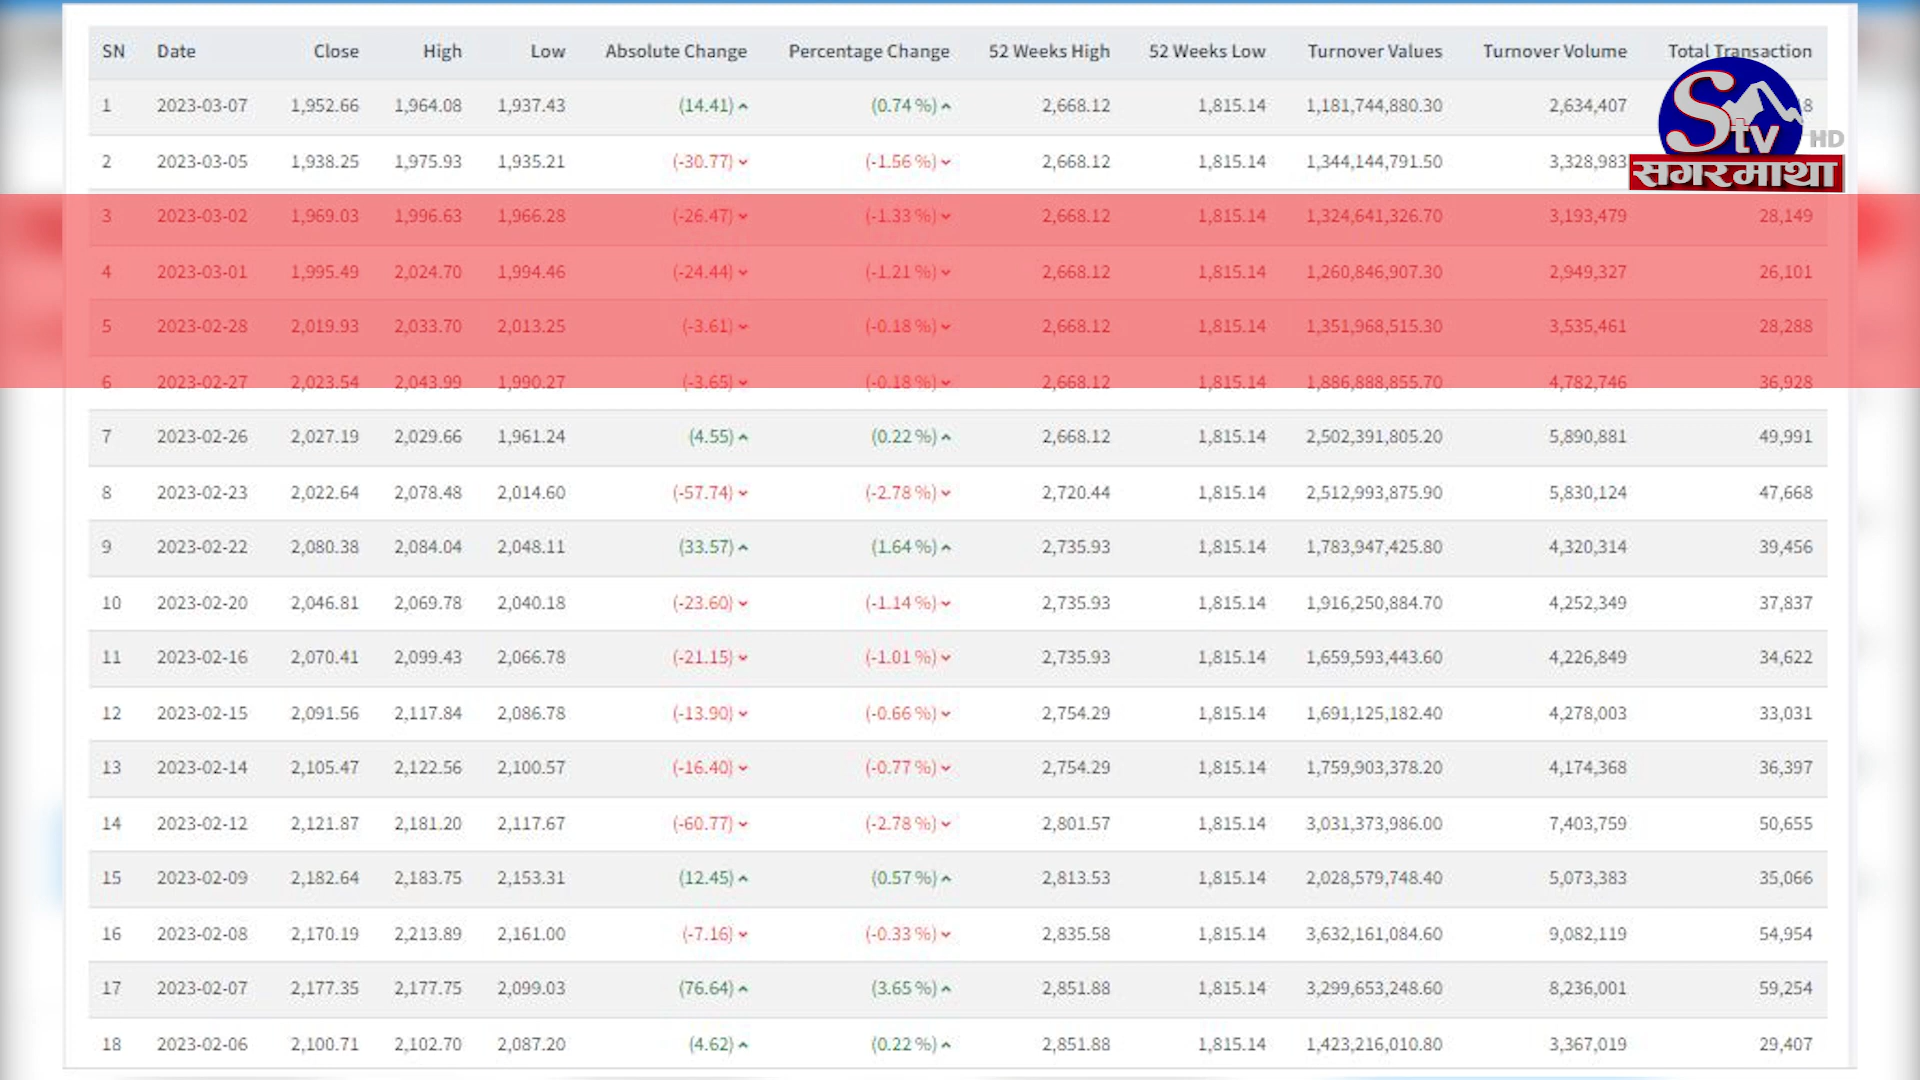 SN Date Close High Low Absolute Change Percentage Change 52 Weeks High 52 Weeks Low Turnover Values Turnover Volume Total Transaction
1 2023-03-07 1,952.66 1,964.08 1,937.43 (14.41) (0.74 %) 2,668.12 1,815.14 1,181,744,880.30 2,634,407
2 2023-03-05 1,938.25 1,975.93 1,935.21 (-30.77) (-1.56 %) 2,668.12 1,815.14 1,344,144,791.50 3,328,983
Stv HD
सगरमाथा
3 2023-03-02 1,969.03 1,996.63 1,966.28 (-26.47) (-1.33 %) 2,668.12 1,815.14 1,324,641,326.70 3,193,479 28,149
4 2023-03-01 1,995.49 2,024.70 1,994.46 (-24.44) (-1.21 %) 2,668.12 1,815.14 1,260,846,907.30 2,949,327 26,101
5 2023-02-28 2,019.93 2,033.70 2,013.25 (-3.61) (-0.18 %) 2,668.12 1,815.14 1,351,968,515.30 3,535,461 28,288
6 2023-02-27 2,023.54 2,043.99 1,990.27 (-3.65) (-0.18 %) 2,668.12 1,815.14 1,886,888,855.70 4,782,746 36,928
7 2023-02-26 2,027.19 2,029.66 1,961.24 (4.55) (0.22 %) 2,668.12 1,815.14 2,502,391,805.20 5,890,881 49,991
8 2023-02-23 2,022.64 2,078.48 2,014.60 (-57.74) (-2.78 %) 2,720.44 1,815.14 2,512,993,875.90 5,830,124 47,668
9 2023-02-22 2,080.38 2,084.04 2,048.11 (33.57) (1.64 %) 2,735.93 1,815.14 1,783,947,425.80 4,320,314 39,456
10 2023-02-20 2,046.81 2,069.78 2,040.18 (-23.60) (-1.14 %) 2,735.93 1,815.14 1,916,250,884.70 4,252,349 37,837
11 2023-02-16 2,070.41 2,099.43 2,066.78 (-21.15) (-1.01 %) 2,735.93 1,815.14 1,659,593,443.60 4,226,849 34,622
12 2023-02-15 2,091.56 2,117.84 2,086.78 (-13.90) (-0.66 %) 2,754.29 1,815.14 1,691,125,182.40 4,278,003 33,031
13 2023-02-14 2,105.47 2,122.56 2,100.57 (-16.40) (-0.77 %) 2,754.29 1,815.14 1,759,903,378.20 4,174,368 36,397
14 2023-02-12 2,121.87 2,181.20 2,117.67 (-60.77) (-2.78 %) 2,801.57 1,815.14 3,031,373,986.00 7,403,759 50,655
15 2023-02-09 2,182.64 2,183.75 2,153.31 (12.45) (0.57 %) 2,813.53 1,815.14 2,028,579,748.40 5,073,383 35,066
16 2023-02-08 2,170.19 2,213.89 2,161.00 (-7.16) (-0.33 %) 2,835.58 1,815.14 3,632,161,084.60 9,082,119 54,954
17 2023-02-07 2,177.35 2,177.75 2,099.03 (76.64) (3.65 %) 2,851.88 1,815.14 3,299,653,248.60 8,236,001 59,254
18 2023-02-06 2,100.71 2,102.70 2,087.20 (4.62) (0.22 %) 2,851.88 1,815.14 1,423,216,010.80 3,367,019 29,407